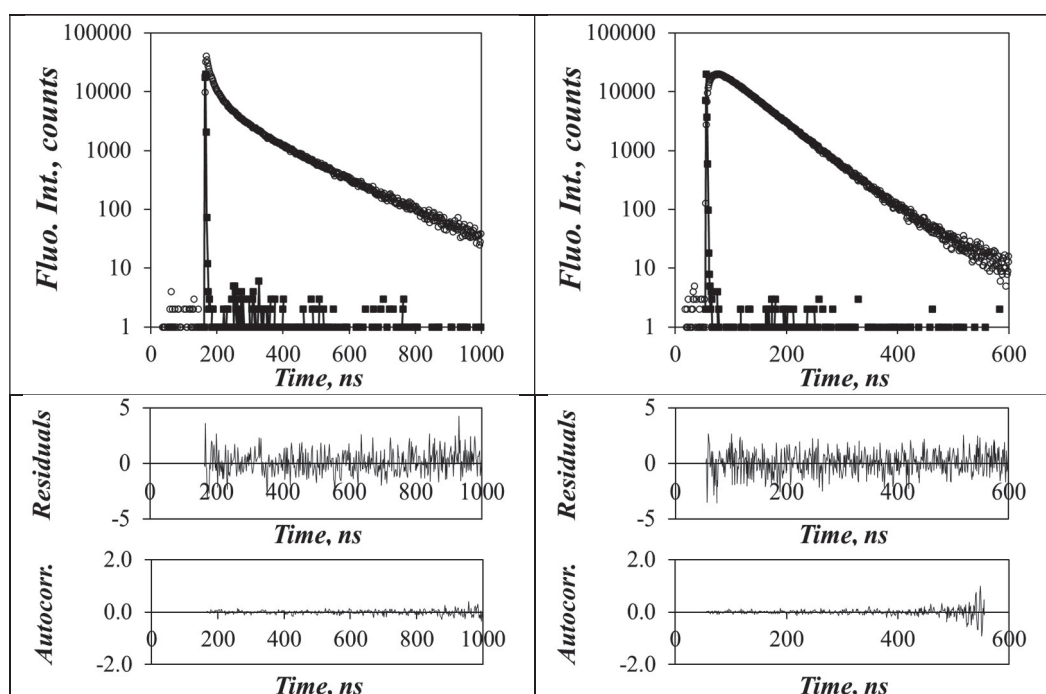 100000
10000
1000
100
10
1
0 200 400 600 800 1000
Fluo. Int., counts
Time, ns
100000
10000
1000
100
10
1
0 200 400 600
Fluo. Int., counts
Time, ns
5
0
-5
0 200 400 600 800 1000
Residuals
Time, ns
5
0
-5
0 200 400 600
Residuals
Time, ns
2.0
0.0
-2.0
0 200 400 600 800 1000
Autocorr.
Time, ns
2.0
0.0
-2.0
0 200 400 600
Autocorr.
Time, ns